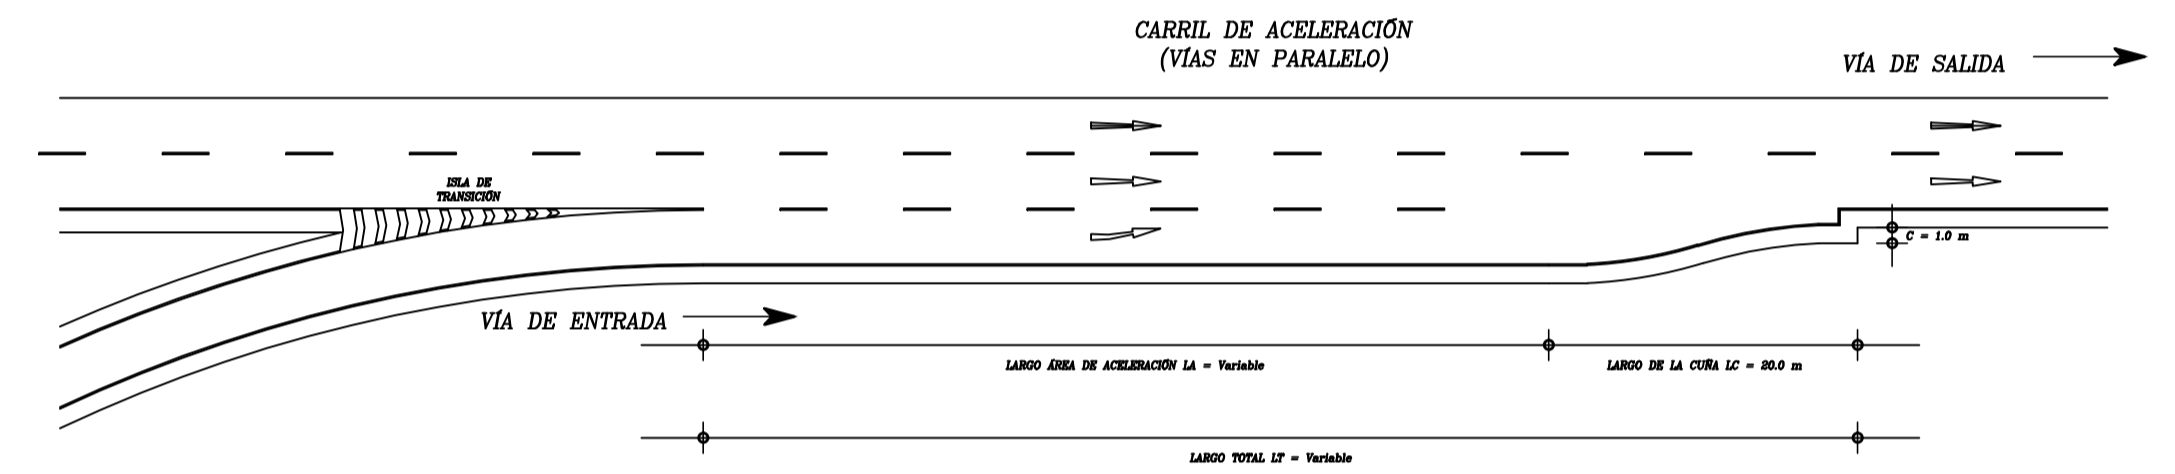 CARRIL DE ACELERACIÓN
(VÍAS EN PARALELO)
VÍA DE SALIDA
ISLA DE
TRANSICIÓN
C = 1.0 m
VÍA DE ENTRADA
LARGO ÁREA DE ACELERACIÓN LA = Variable
LARGO DE LA CUÑA LC = 20.0 m
LARGO TOTAL LT = Variable